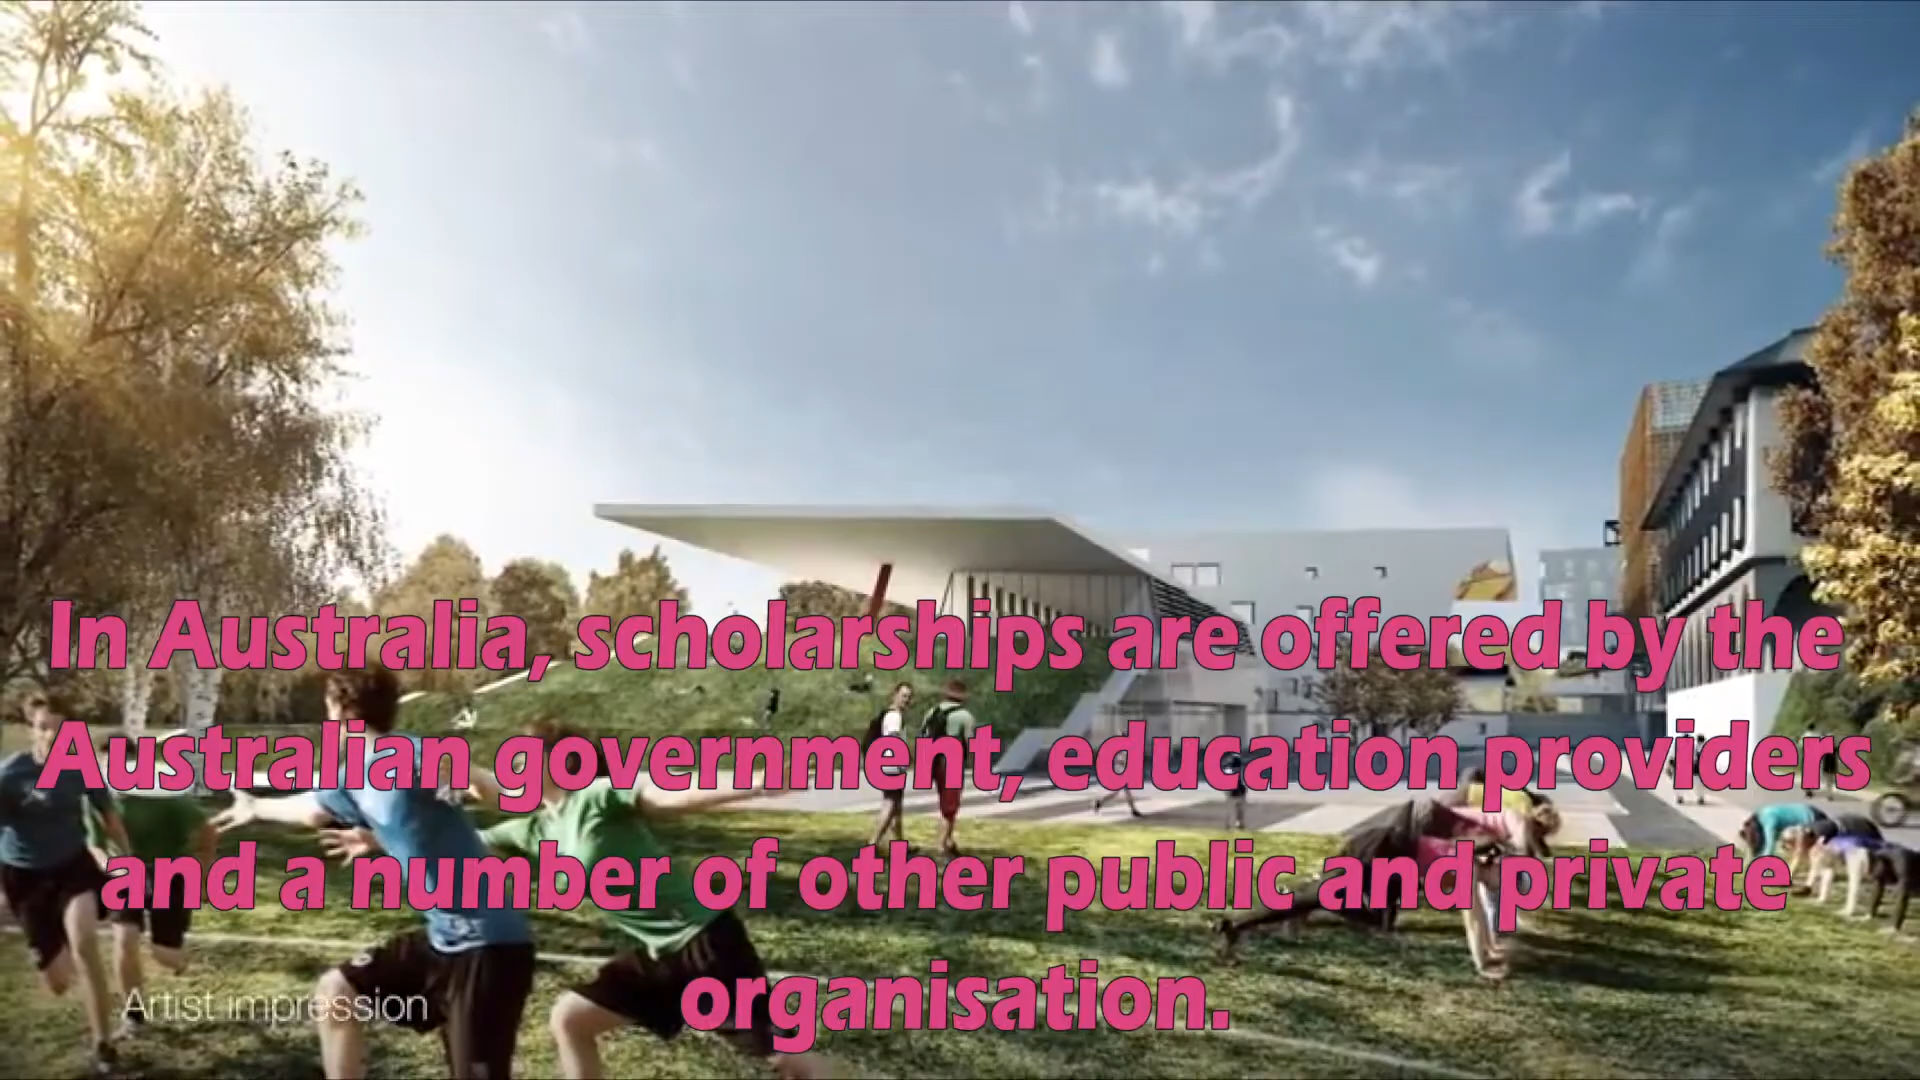 In Australia, scholarships are offered by the
Australian government, education providers
and a number of other public and private
organisation.
Artist impression